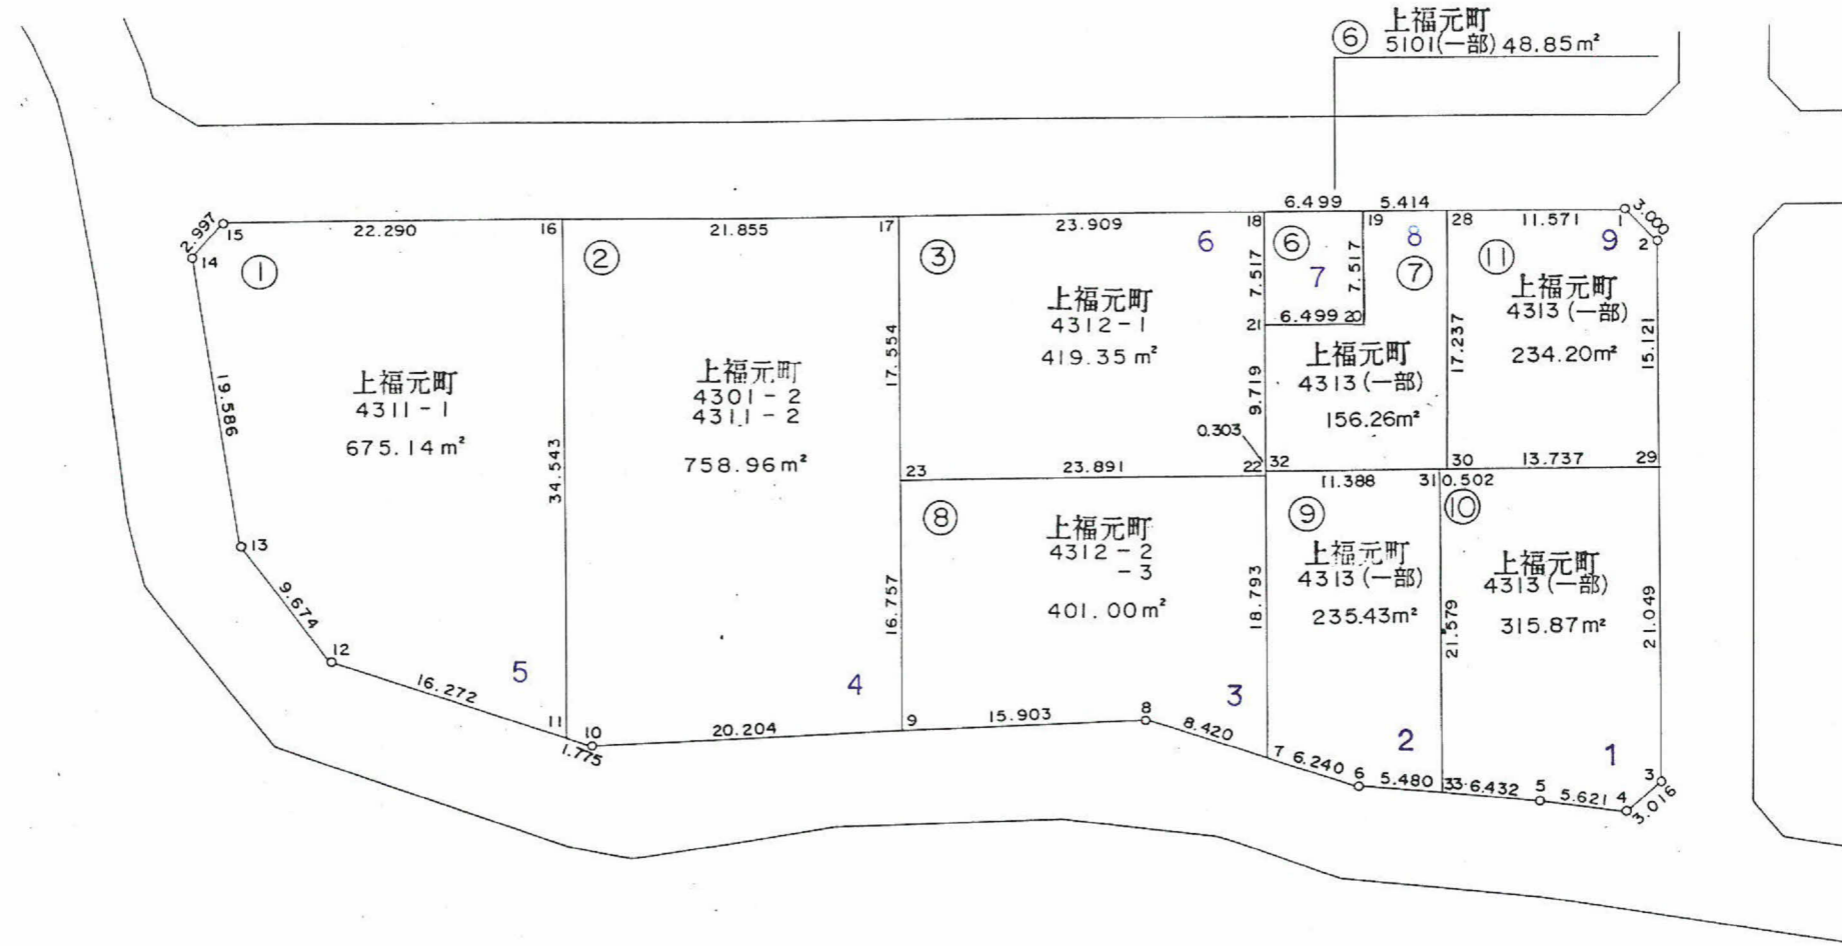 ⑥ 上福元町
5101(一部) 48.85m²
6.499 5.414 3.000
2.997 15 22.290 16 21.855 17 23.909 18 19 28 11.571 1
14 ① ② ③ 6 ⑥ 8 ⑪ 9 2
7.517 7 7.517 ⑦
上福元町
4311-1
675.14m²
19.586
34.543
上福元町
4301-2
4311-2
758.96m²
17.554
上福元町
4312-1
419.35m²
21 6.499 20
9.719
0.303
上福元町
4313(一部)
156.26m²
17.237
上福元町
4313(一部)
234.20m²
15.121
23 23.891 22 32 30 13.737 29
11.388 31 0.502
⑧ ⑨ ⑩
上福元町
4312-2
-3
401.00m²
16.757
18.793
上福元町
4313(一部)
235.43m²
21.579
上福元町
4313(一部)
315.87m²
21.049
13
9.674
12
16.272
5 4 3 2 1
11 10 20.204 9 15.903 8
1.775
8.420
7 6.240 6 5.480 33 6.432 5 5.621 4 3
3.016